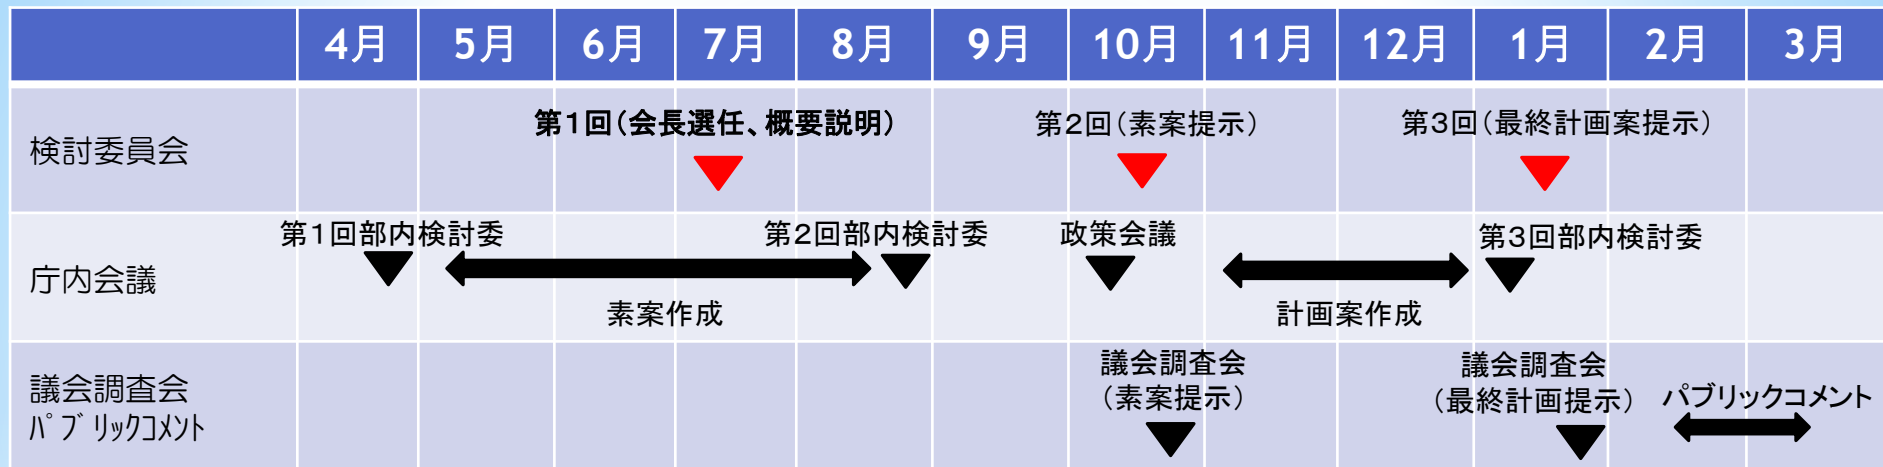 4月 5月 6月 7月 8月 9月 10月 11月 12月 1月 2月 3月
検討委員会
第1回(会長選任、概要説明)
第2回(素案提示)
第3回(最終計画案提示)
庁内会議
第1回部内検討委
素案作成
第2回部内検討委
政策会議
計画案作成
第3回部内検討委
議会調査会
パブリックコメント
議会調査会
(素案提示)
議会調査会
(最終計画提示)
パブリックコメント